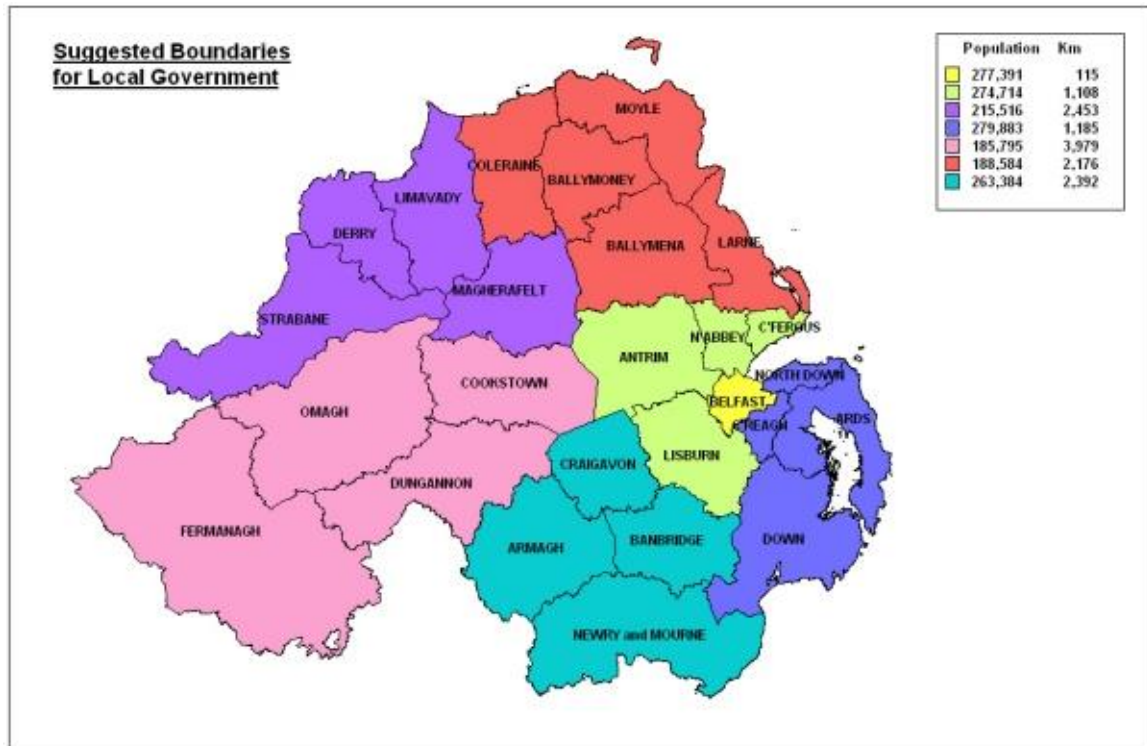 Suggested Boundaries
for Local Government
Population Km
277,391 115
274,714 1,108
215,516 2,453
279,883 1,185
185,795 3,979
188,584 2,176
263,384 2,392
MOYLE
COLERAINE
BALLYMONEY
LIMAVADY
DERRY
BALLYMENA
LARNE
MAGHERAFELT
STRABANE
C'FERGUS
N'ABBEY
ANTRIM
COOKSTOWN
NORTH DOWN
OMAGH
BELFAST
ARDS
C'REAGH
LISBURN
CRAIGAVON
DUNGANNON
FERMANAGH
ARMAGH
BANBRIDGE
DOWN
NEWRY and MOURNE